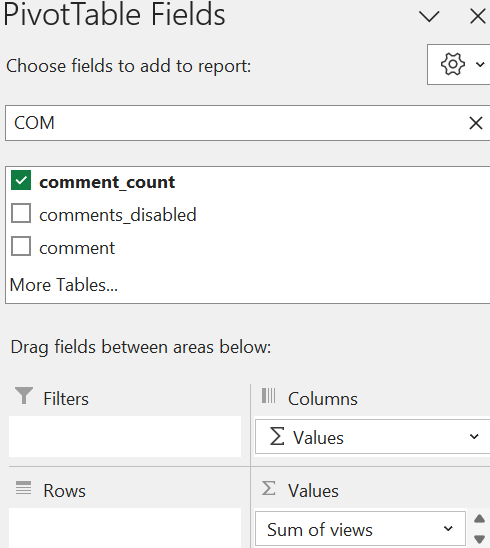 PivotTable Fields
Choose fields to add to report:
COM
comment_count
comments_disabled
comment
More Tables...
Drag fields between areas below:
Filters
Columns
Σ Values
Rows
Σ Values
Sum of views